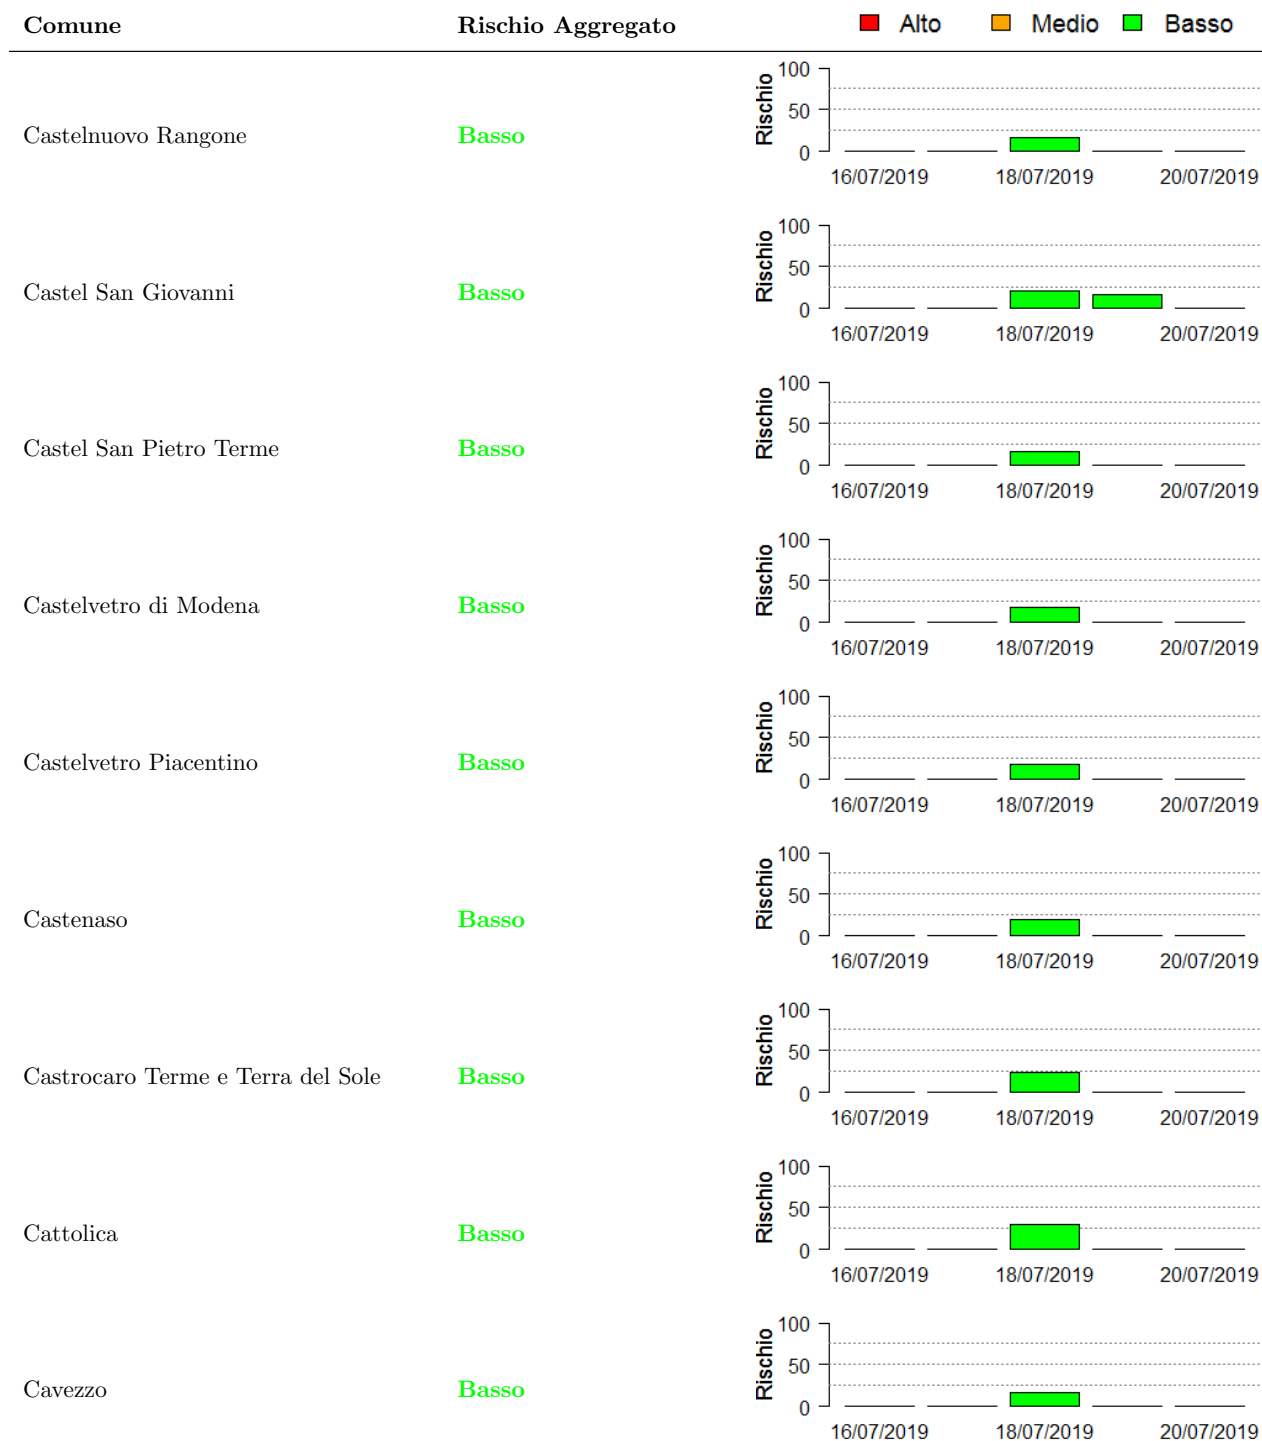 Comune Rischio Aggregato Alto Medio Basso
Castelnuovo Rangone Basso Rischio 100 50 0
16/07/2019 18/07/2019 20/07/2019
Castel San Giovanni Basso Rischio 100 50 0
16/07/2019 18/07/2019 20/07/2019
Castel San Pietro Terme Basso Rischio 100 50 0
16/07/2019 18/07/2019 20/07/2019
Castelvetro di Modena Basso Rischio 100 50 0
16/07/2019 18/07/2019 20/07/2019
Castelvetro Piacentino Basso Rischio 100 50 0
16/07/2019 18/07/2019 20/07/2019
Castenaso Basso Rischio 100 50 0
16/07/2019 18/07/2019 20/07/2019
Castrocaro Terme e Terra del Sole Basso Rischio 100 50 0
16/07/2019 18/07/2019 20/07/2019
Cattolica Basso Rischio 100 50 0
16/07/2019 18/07/2019 20/07/2019
Cavezzo Basso Rischio 100 50 0
16/07/2019 18/07/2019 20/07/2019